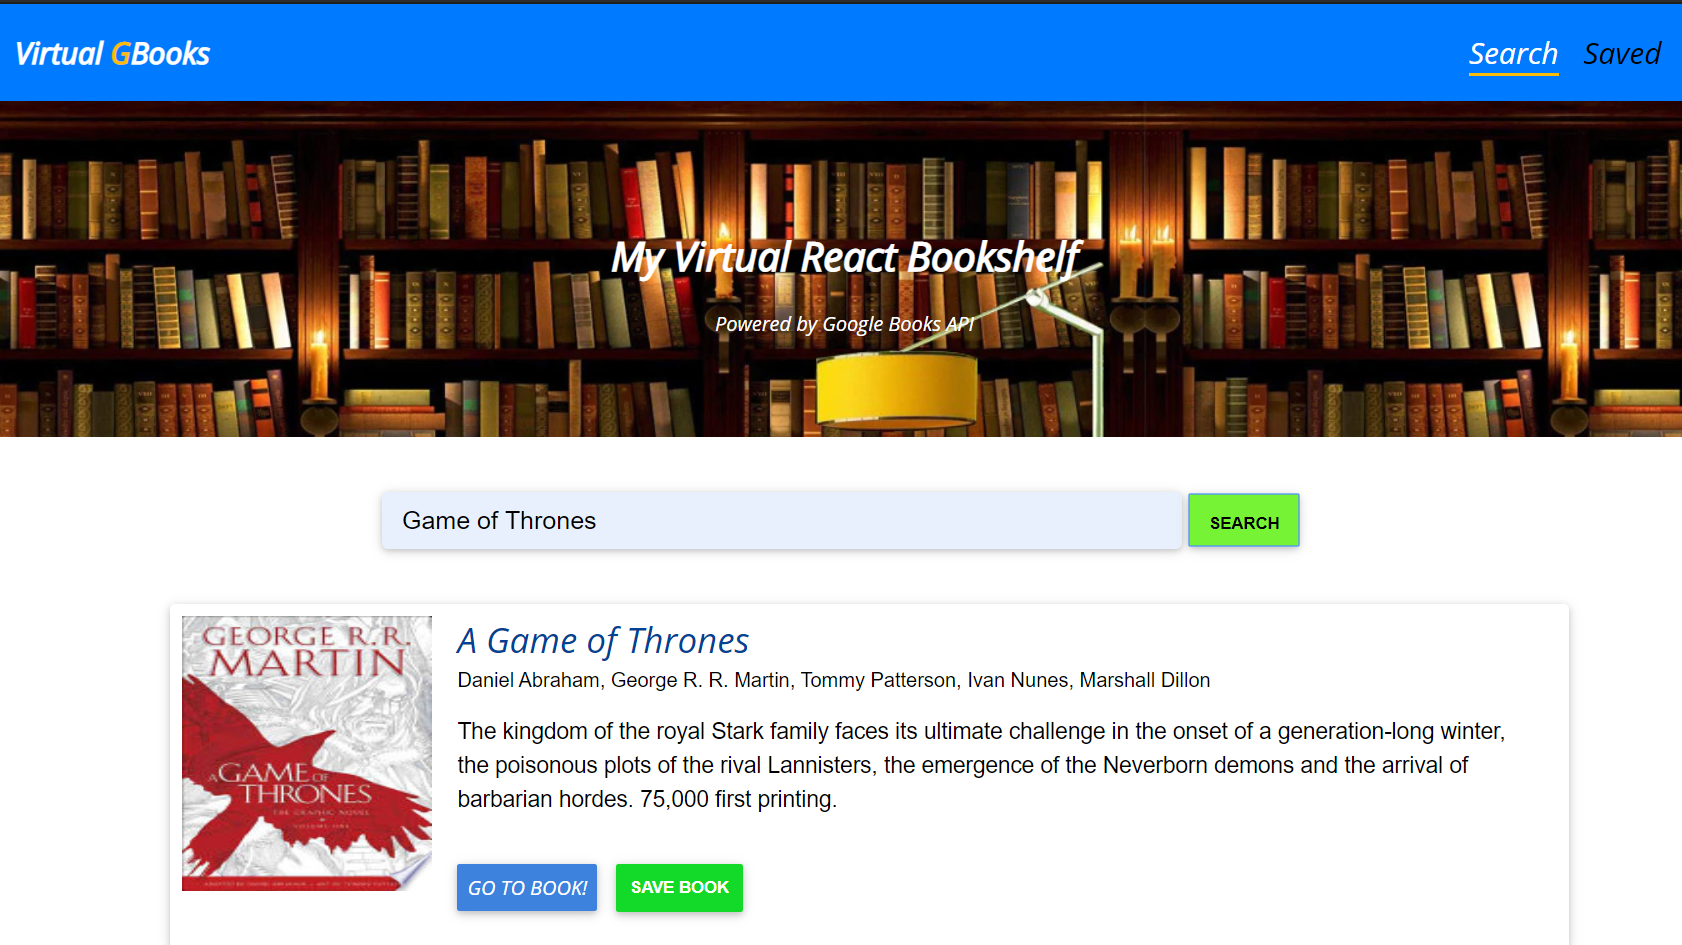 Virtual GBooks
Search Saved
My Virtual React Bookshelf
Powered by Google Books API
Game of Thrones
SEARCH
GEORGE R.R.
MARTIN
A GAME OF
THRONES
THE GRAPHIC NOVEL
VOLUME ONE
A Game of Thrones
Daniel Abraham, George R. R. Martin, Tommy Patterson, Ivan Nunes, Marshall Dillon
The kingdom of the royal Stark family faces its ultimate challenge in the onset of a generation-long winter,
the poisonous plots of the rival Lannisters, the emergence of the Neverborn demons and the arrival of
barbarian hordes. 75,000 first printing.
GO TO BOOK!
SAVE BOOK